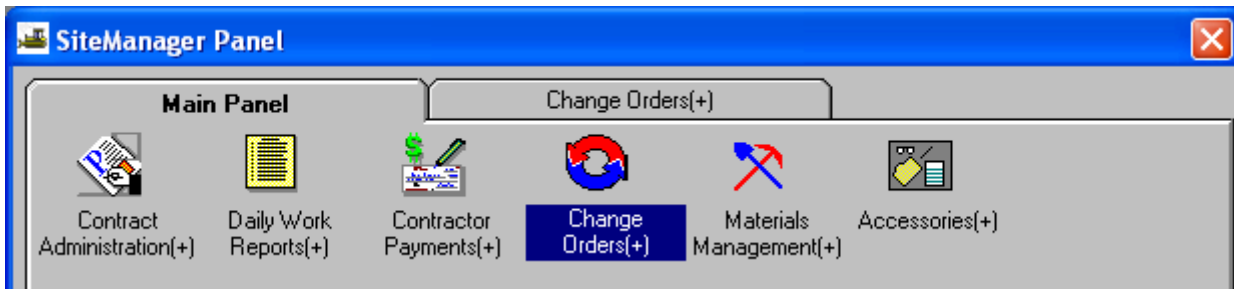 SiteManager Panel
Main Panel
Change Orders(+)
Contract
Administration(+)
Daily Work
Reports(+)
Contractor
Payments(+)
Change
Orders(+)
Materials
Management(+)
Accessories(+)